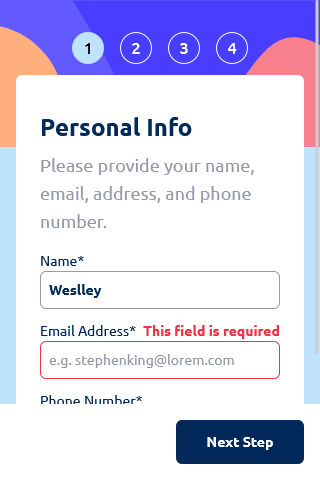 1 2 3 4
Personal Info
Please provide your name,
email, address, and phone
number.
Name*
Weslley
Email Address* This field is required
e.g. stephenking@lorem.com
Phone Number*
Next Step